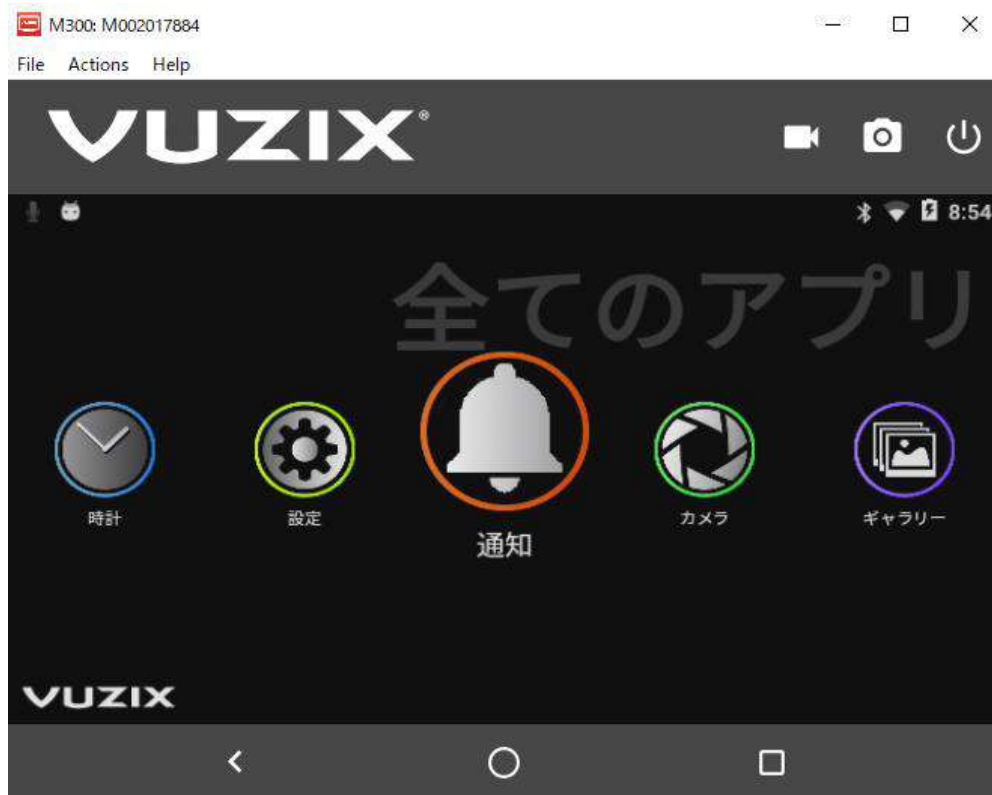 M300: M002017884
File Actions Help
VUZIX®
8:54
全てのアプリ
時計 設定 通知 カメラ ギャラリー
VUZIX